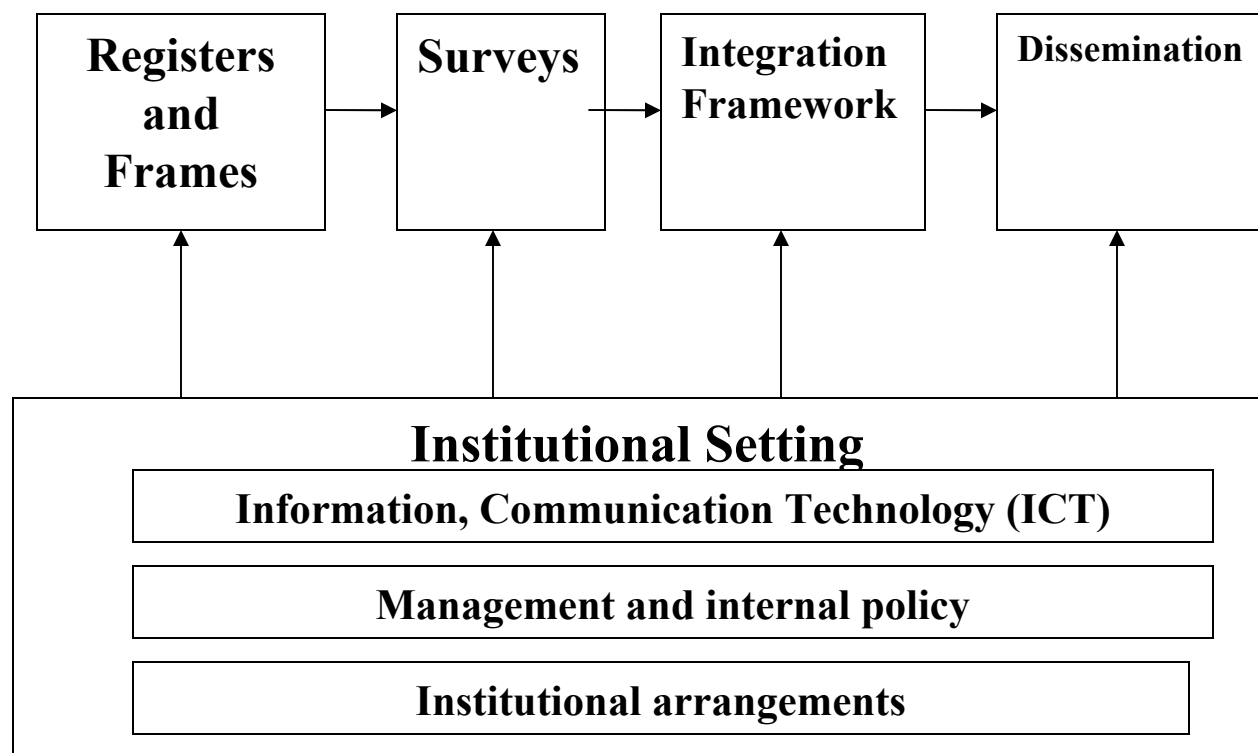 Registers
and
Frames
Surveys
Integration
Framework
Dissemination
Institutional Setting
Information, Communication Technology (ICT)
Management and internal policy
Institutional arrangements